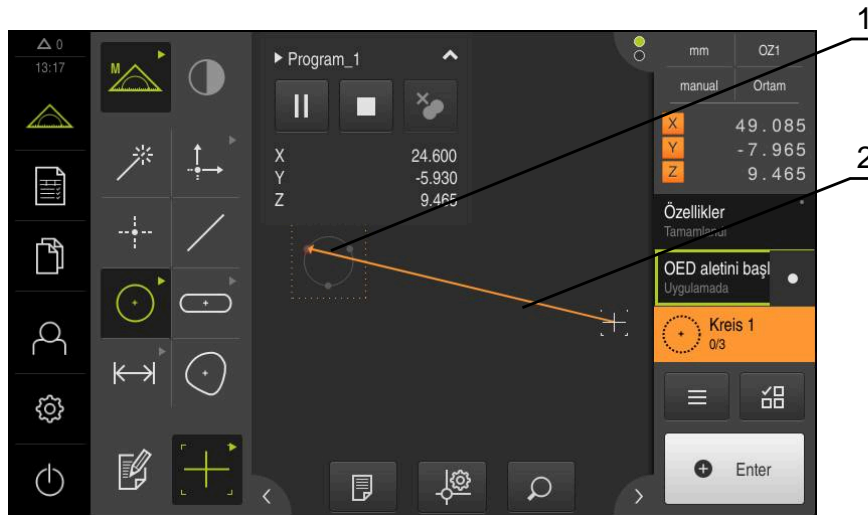 1
2
0
13:17
M
Program_1
X 24.600
Y -5.930
Z 9.465
mm OZ1
manual Ortam
X 49.085
Y -7.965
Z 9.465
Özellikler
Tamamlandı
OED aletini başl
Uygulamada
Kreis 1
0/3
Enter